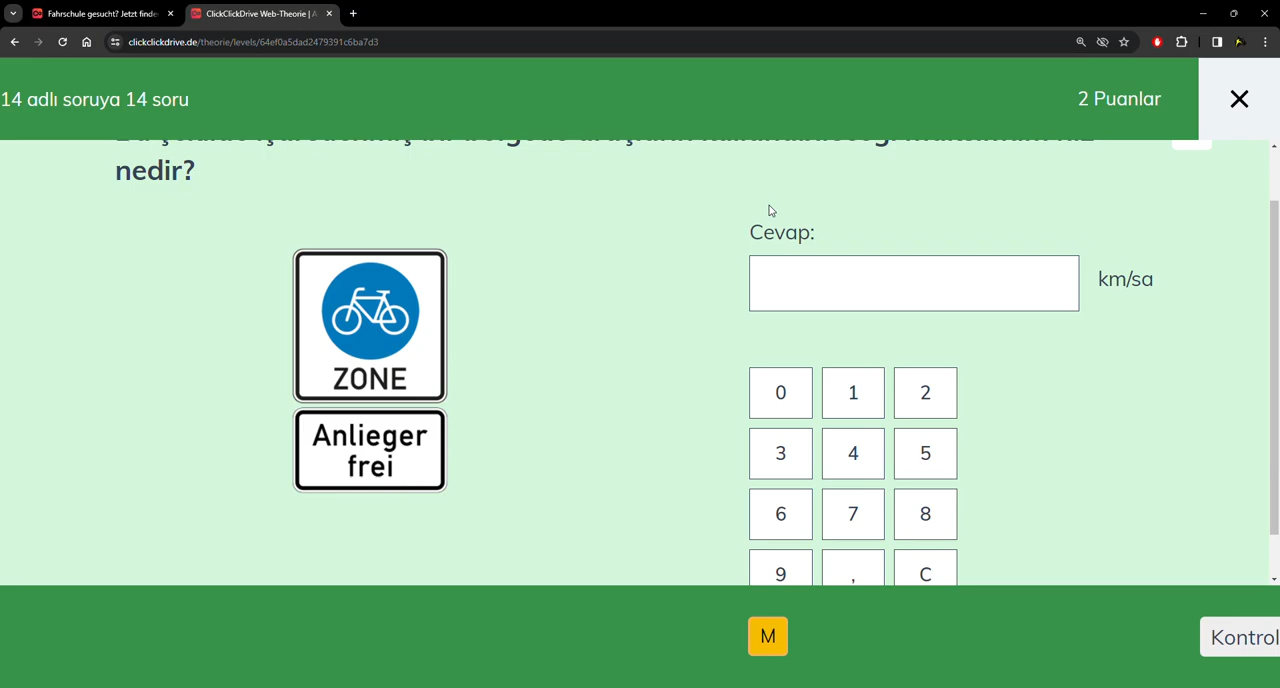 Fahrschule gesucht? Jetzt finde
ClickClickDrive Web-Theorie | A
clickclickdrive.de/theorie/levels/64ef0a5dad2479391c6ba7d3
14 adlı soruya 14 soru
2 Puanlar
nedir?
Cevap:
km/sa
ZONE
Anlieger
frei
0 1 2
3 4 5
6 7 8
9 , C
M
Kontrol